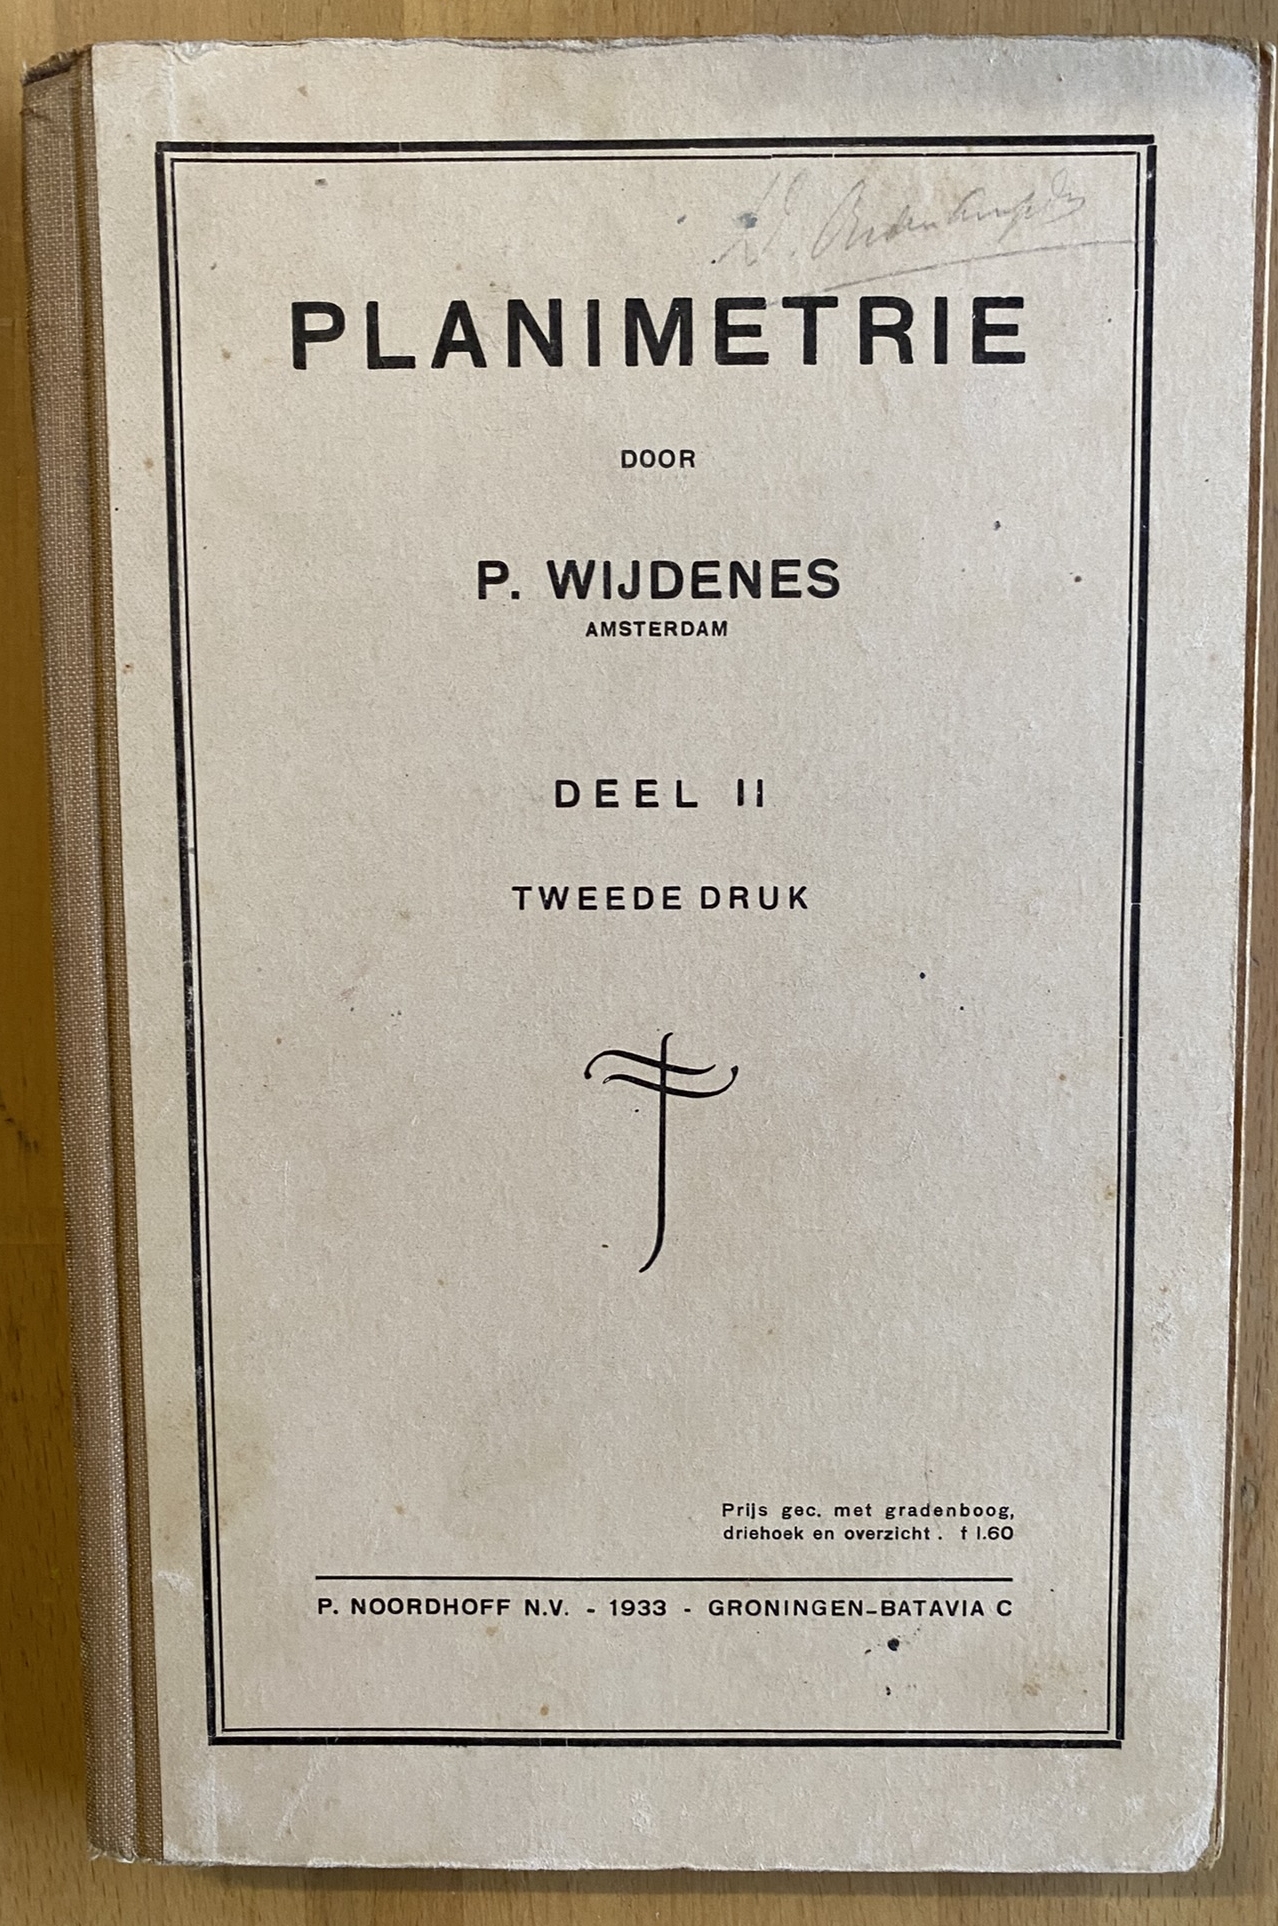 PLANIMETRIE
DOOR
P. WIJDENES
AMSTERDAM
DEEL II
TWEEDE DRUK
Prijs gec. met gradenboog,
driehoek en overzicht . f 1.60
P. NOORDHOFF N.V. - 1933 - GRONINGEN-BATAVIA C